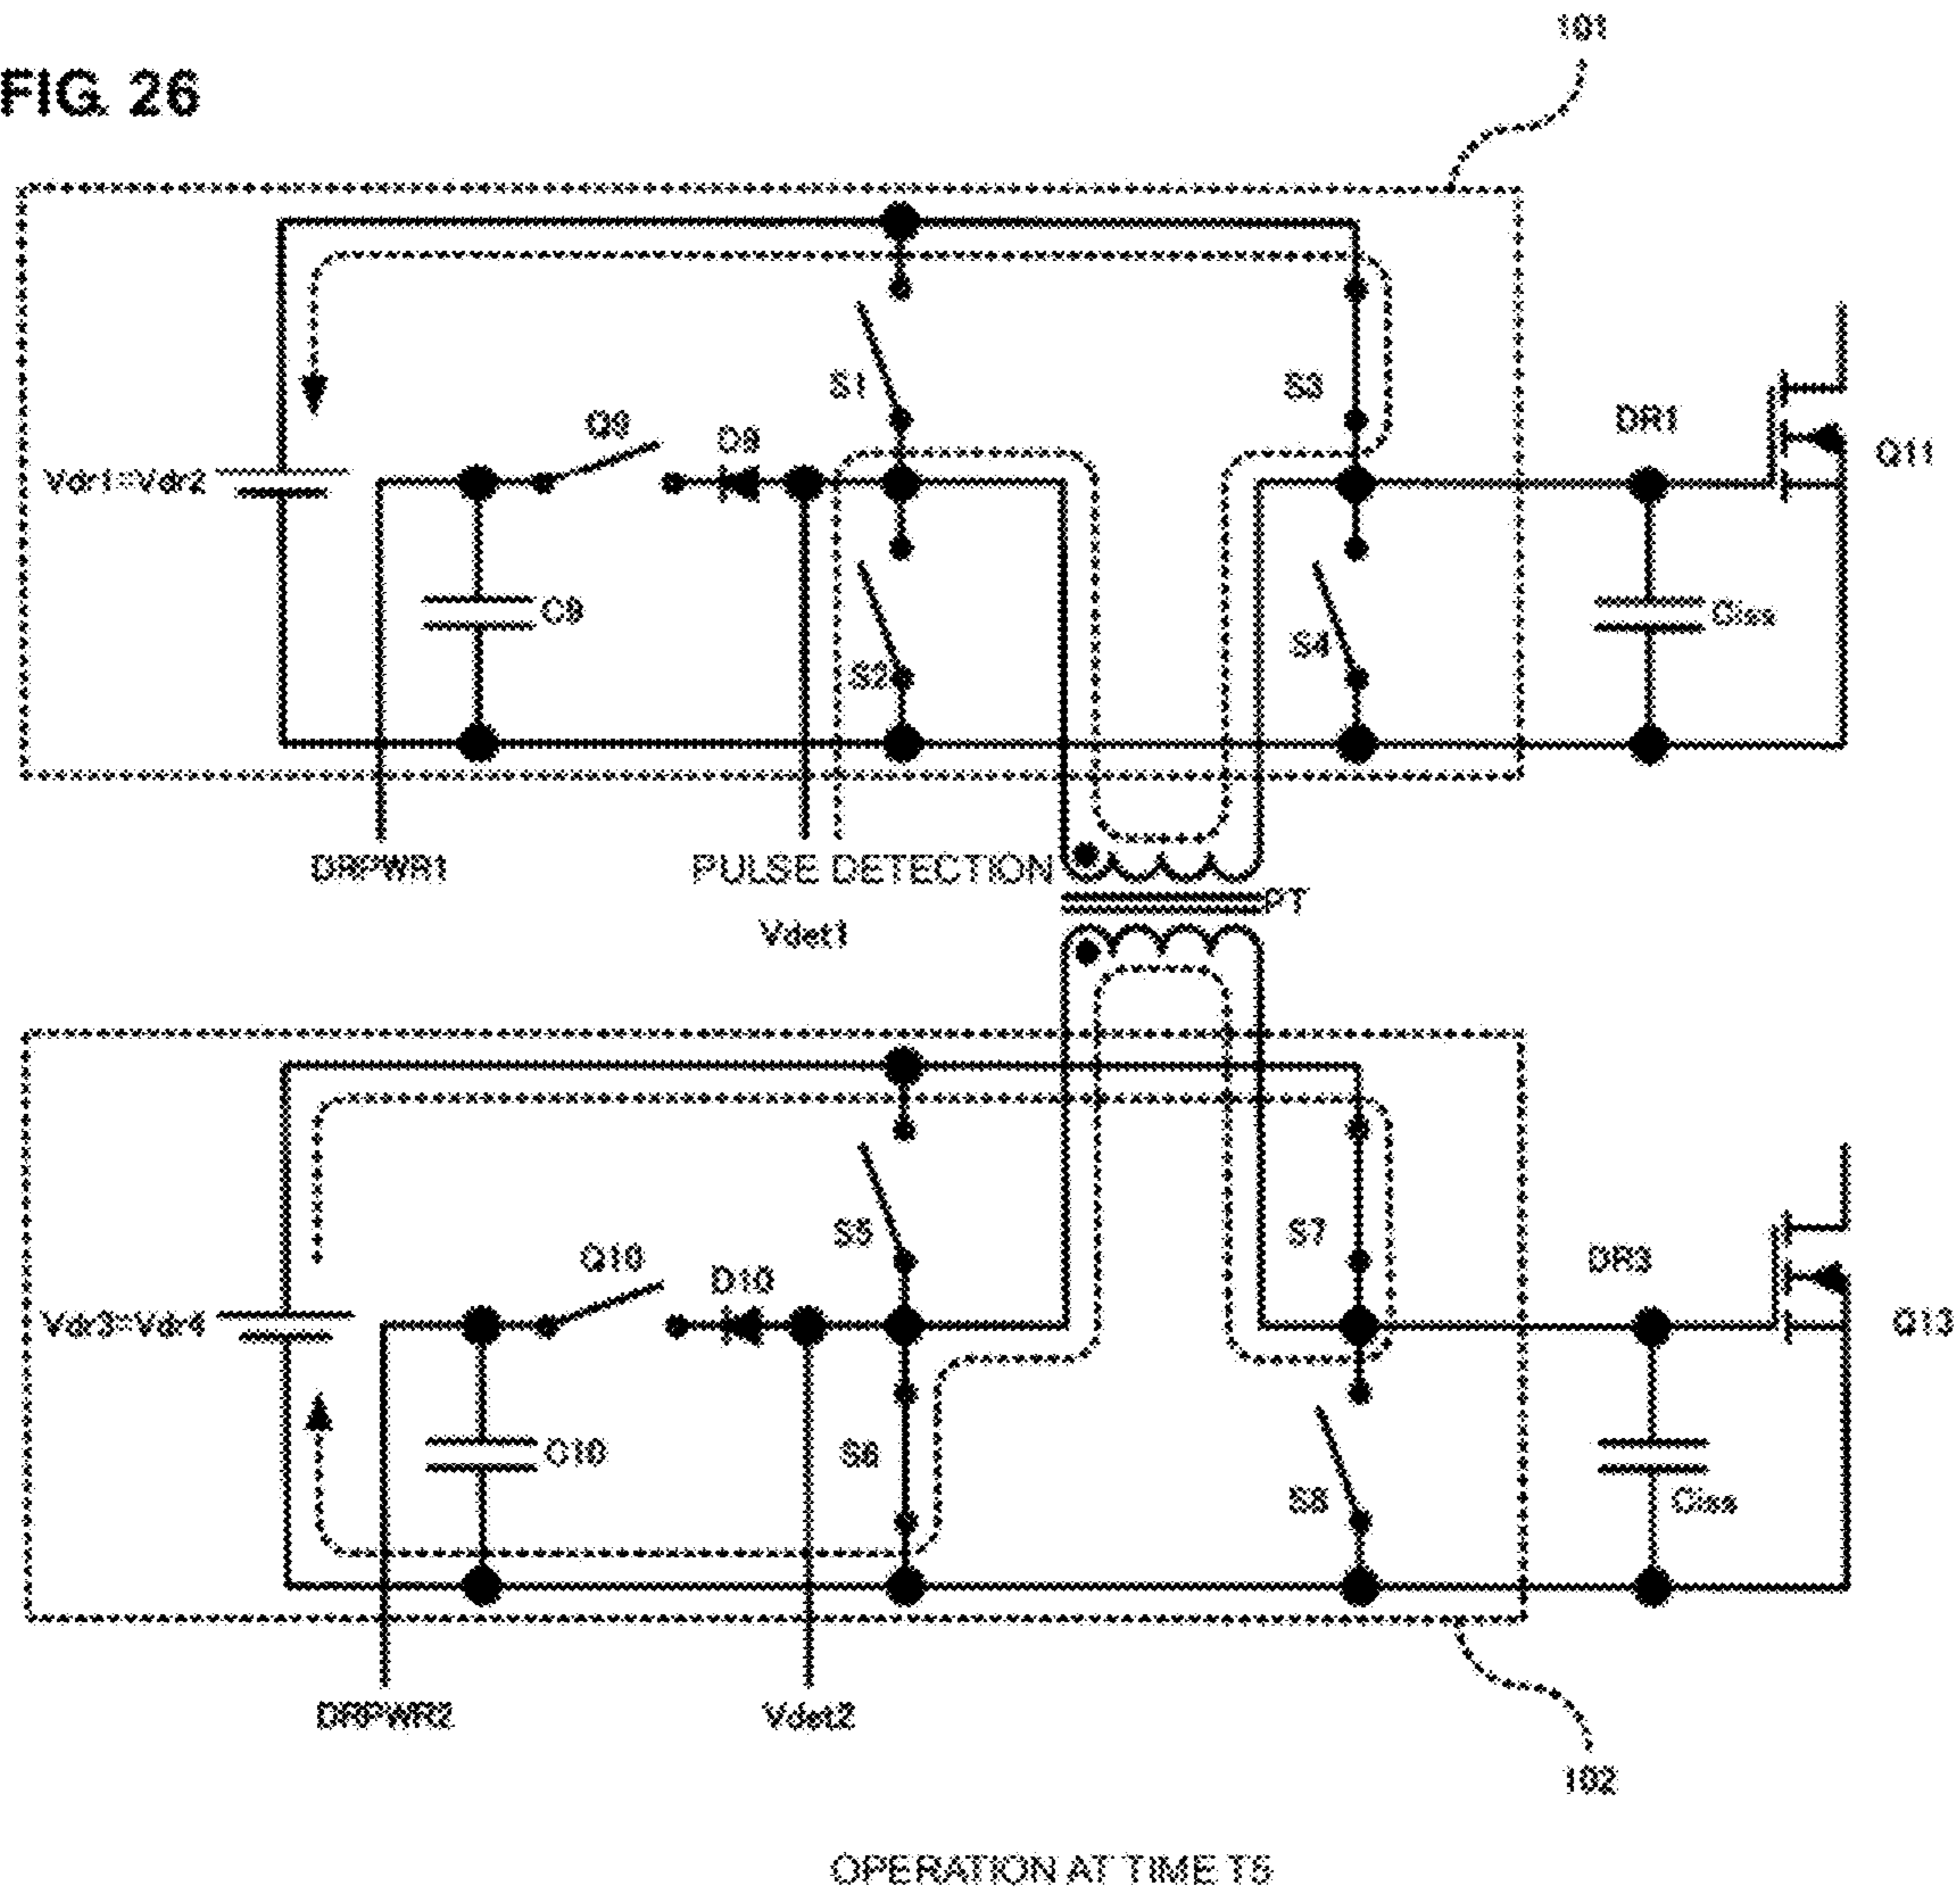 101
FIG. 26
S1
S3
Q9
D9
DR1
Q11
Vdr1=Vdr2
C9
S2
S4
Ciss
DRPWR1
PULSE DETECTION
PT
Vdet1
S5
S7
Q10
D10
DR3
Vdr3=Vdr4
Q13
C10
S6
S8
Ciss
DRPWR2
Vdet2
102
OPERATION AT TIME T5